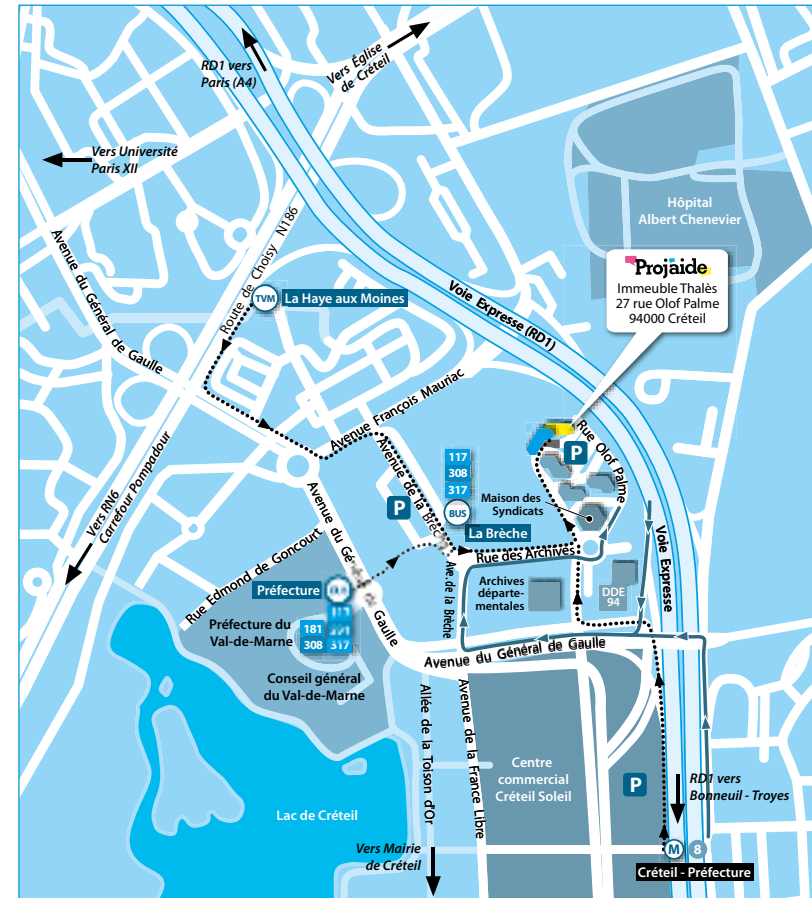 RD1 vers
Paris (A4)
Vers Église
de Créteil
Vers Université
Paris XII
Hôpital
Albert Chenevier
Projaide
Immeuble Thalès
27 rue Olof Palme
94000 Créteil
Avenue du Général de Gaulle
Route de Choisy N186
TVM
La Haye aux Moines
Voie Expresse (RD1)
Avenue François Mauriac
Rue Olof Palme
P
117
308
317
BUS
La Brèche
Maison des
Syndicats
P
Avenue de la Brèche
Vers RN6
Carrefour Pompadour
Rue des Archives
Voie Expresse
Rue Edmond de Goncourt
Avenue du Général de Gaulle
Préfecture
Archives
départe-
mentales
DDE
94
Ave. de la Brèche
Préfecture du
Val-de-Marne
181
308
317
Conseil général
du Val-de-Marne
Avenue du Général de Gaulle
Allée de la Toison d'Or
Avenue de la France Libre
Centre
commercial
Créteil Soleil
P
RD1 vers
Bonneuil - Troyes
Lac de Créteil
Vers Mairie
de Créteil
M
8
Créteil - Préfecture